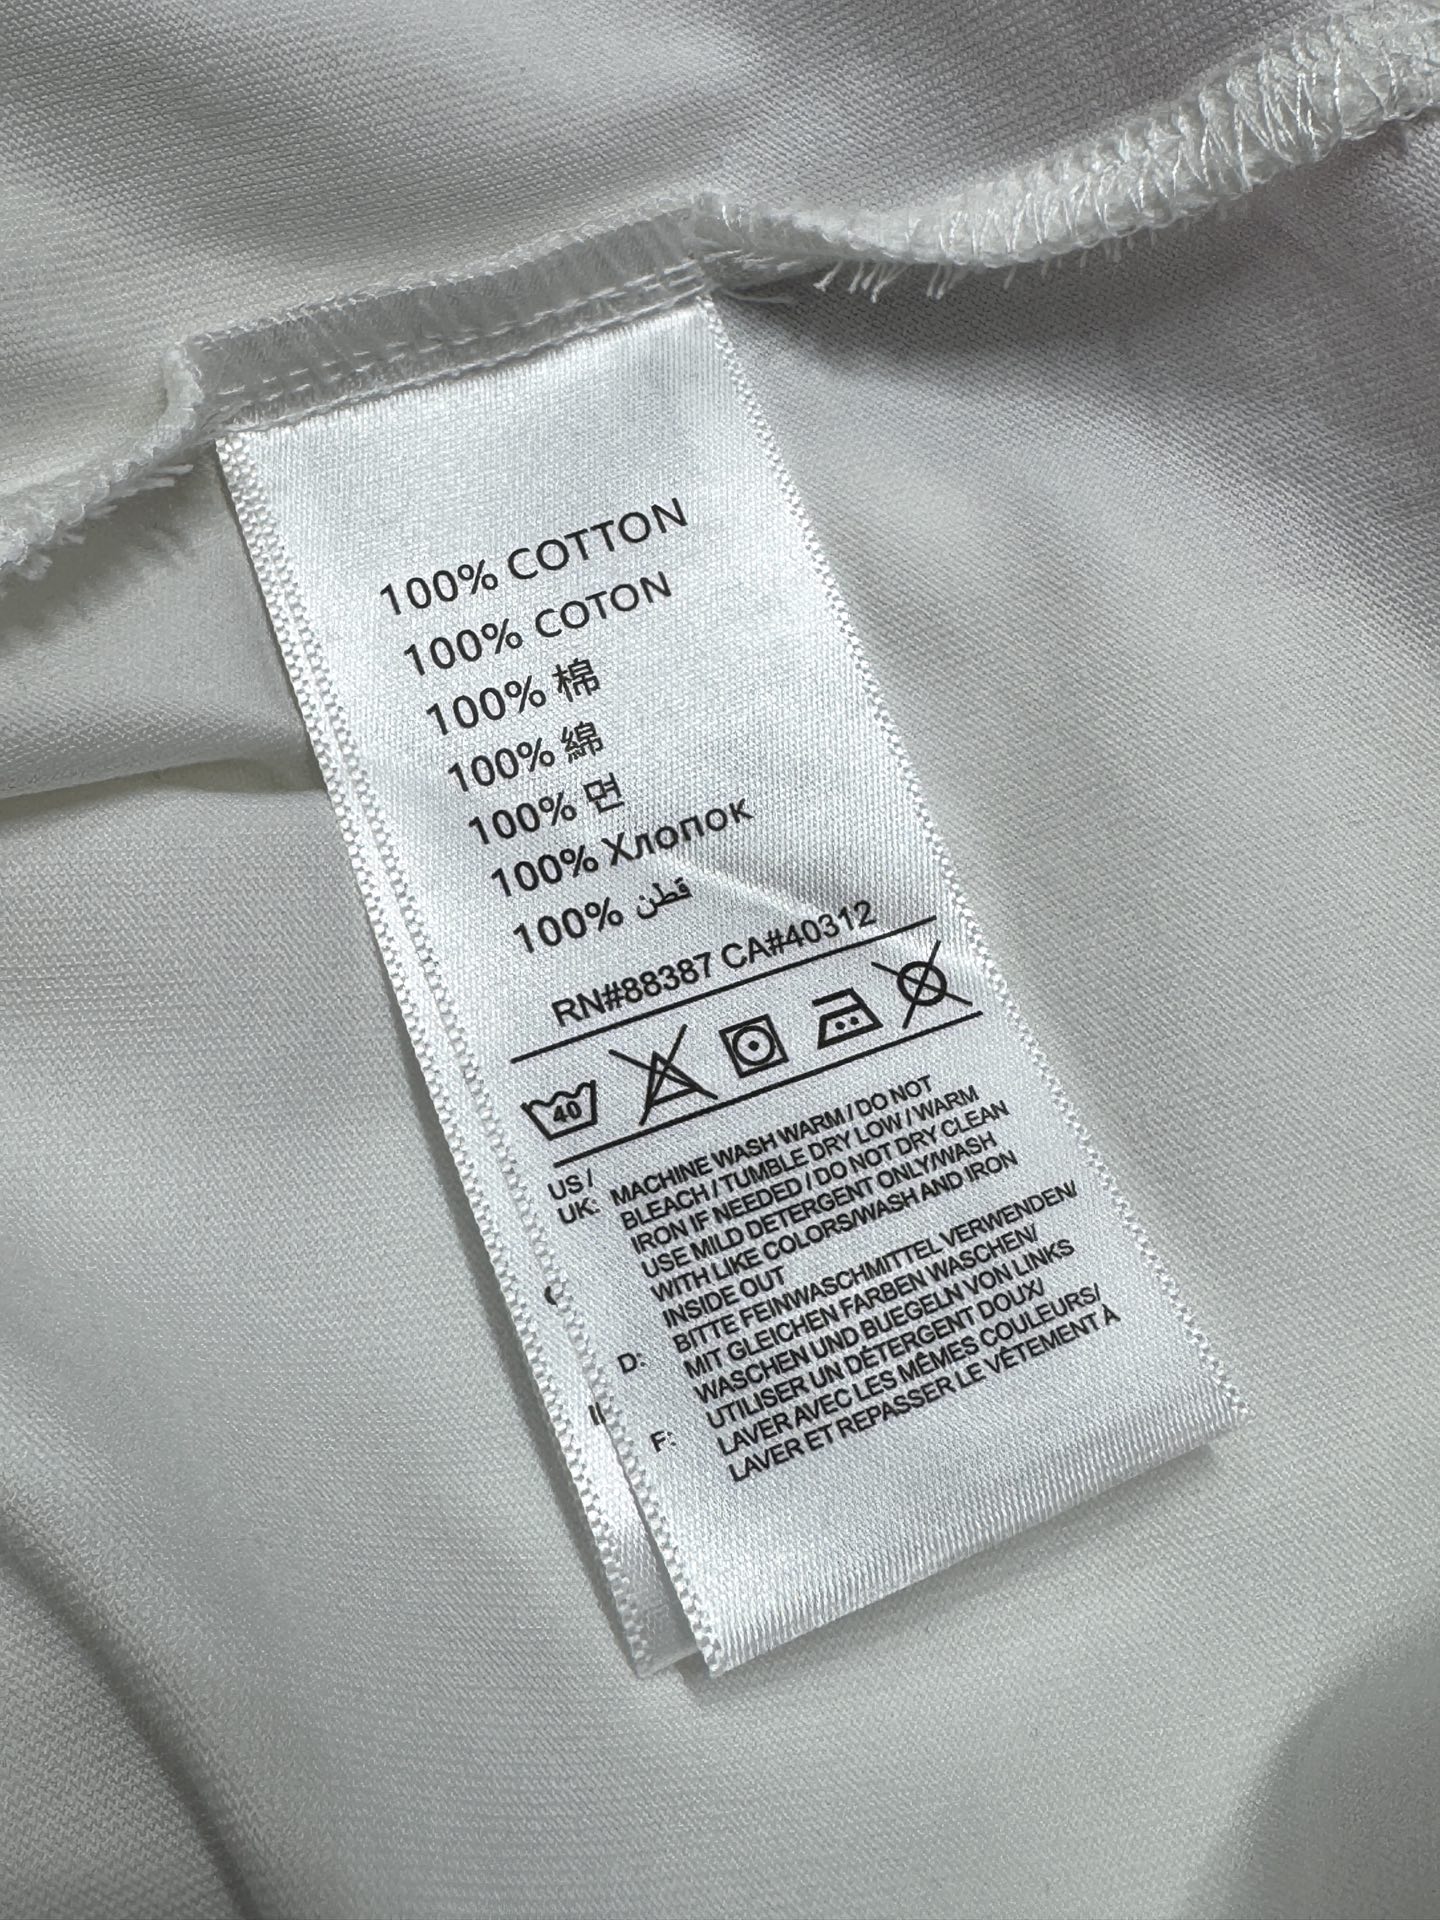 100% COTTON
100% COTON
100% 棉
100% 綿
100% 면
100% Хлопок
100% قطن
RN#88387 CA#40312
40
US / UK: MACHINE WASH WARM / DO NOT
BLEACH / TUMBLE DRY LOW / WARM
IRON IF NEEDED / DO NOT DRY CLEAN
USE MILD DETERGENT ONLY/WASH
WITH LIKE COLORS/WASH AND IRON
INSIDE OUT
D: BITTE FEINWASCHMITTEL VERWENDEN/
MIT GLEICHEN FARBEN WASCHEN/
WASCHEN UND BUEGELN VON LINKS
F: UTILISER UN DÉTERGENT DOUX/
LAVER AVEC LES MÊMES COULEURS/
LAVER ET REPASSER LE VÊTEMENT À